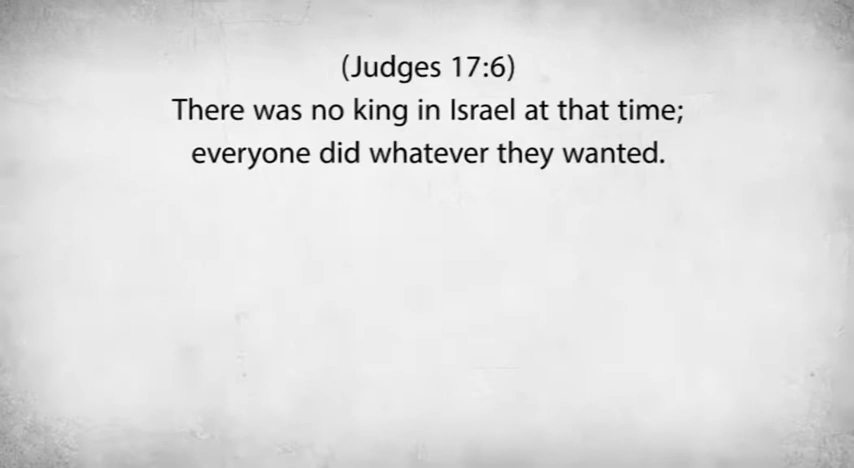 (Judges 17:6)
There was no king in Israel at that time;
everyone did whatever they wanted.